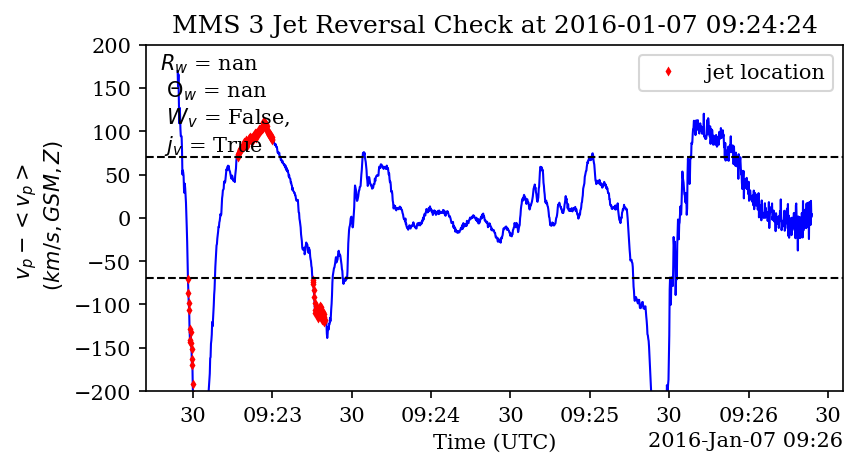 MMS 3 Jet Reversal Check at 2016-01-07 09:24:24
R_w = nan
Θ_w = nan
W_v = False,
j_v = True
jet location
v_p − < v_p >
(km/s, GSM, Z)
200
150
100
50
0
−50
−100
−150
−200
30 09:23 30 09:24 30 09:25 30 09:26 30
Time (UTC)
2016-Jan-07 09:26